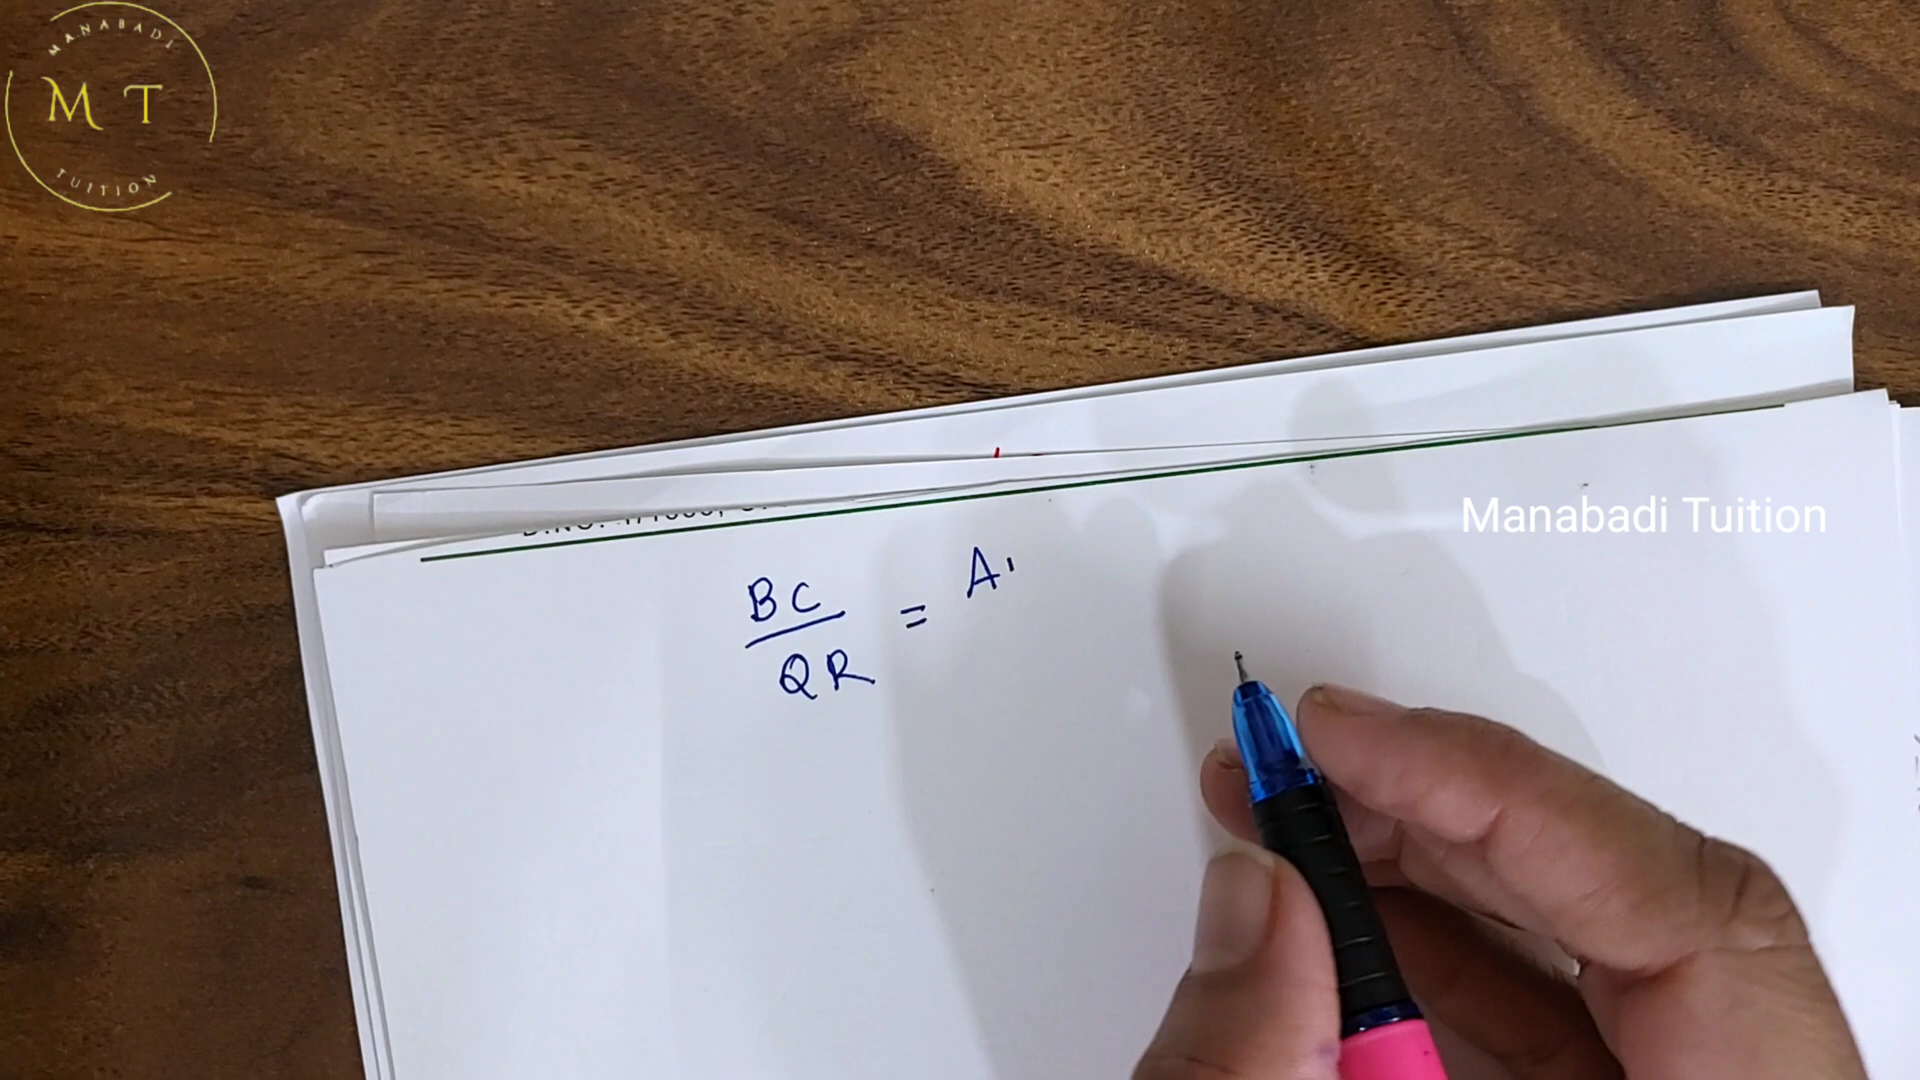 MANABADI
M T
TUITION
Manabadi Tuition
BC
QR
=
A